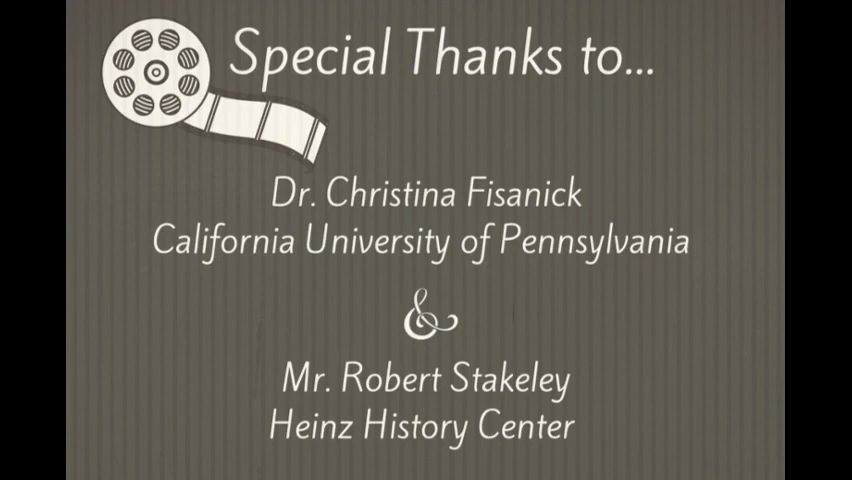 Special Thanks to...
Dr. Christina Fisanick
California University of Pennsylvania
&
Mr. Robert Stakeley
Heinz History Center